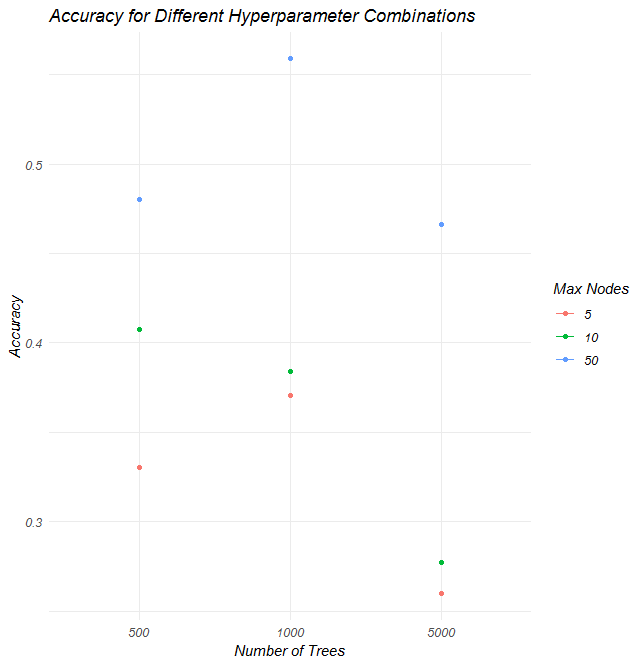 Accuracy for Different Hyperparameter Combinations
0.5
0.4
0.3
Accuracy
500 1000 5000
Number of Trees
Max Nodes
5
10
50